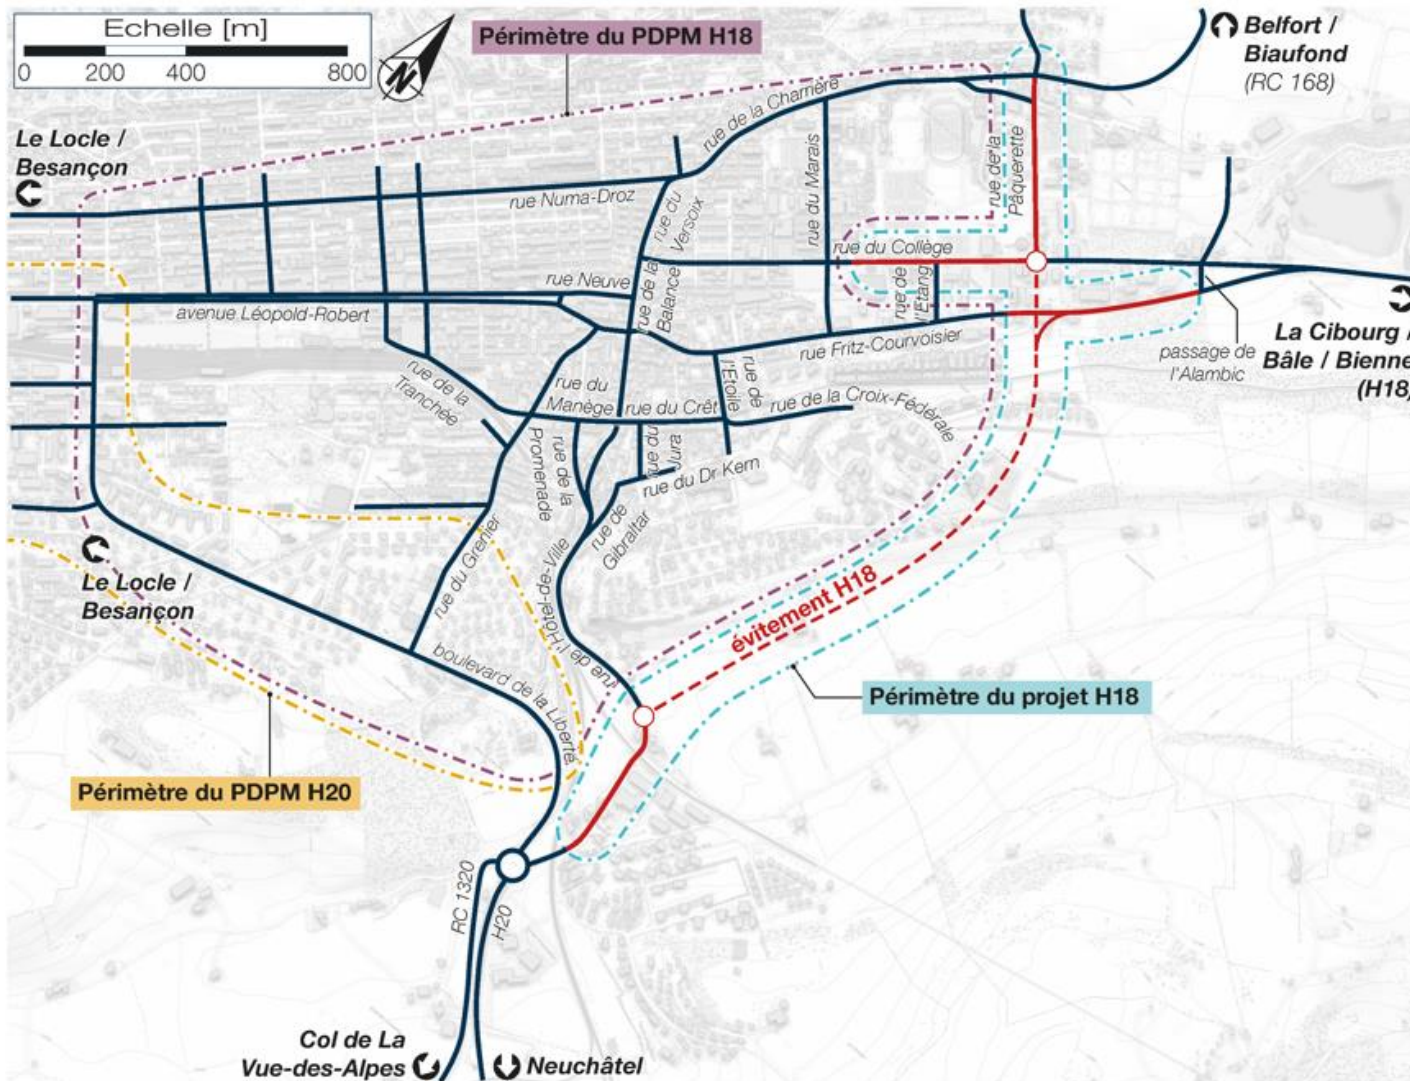 Echelle [m]
0 200 400 800
N
Périmètre du PDPM H18
Belfort /
Biaufond
(RC 168)
Le Locle /
Besançon
rue de la Charrière
rue du Marais
rue de la
Pâquerette
rue Numa-Droz
rue du
Versoix
rue du Collège
rue Neuve
rue de la
Balance
rue de
l'Etang
avenue Léopold-Robert
rue Fritz-Courvoisier
passage de
l'Alambic
La Cibourg /
Bâle / Bienne
(H18)
rue de la
Tranchée
rue du
Manège
rue du Crêt
rue de
l'Etoile
rue de la Croix-Fédérale
rue de la
Promenade
rue du
Jura
rue du Dr Kern
rue de
Gibraltar
rue du Grenier
rue de l'Hôtel-de-Ville
Le Locle /
Besançon
évitement H18
boulevard de la Liberté
Périmètre du projet H18
Périmètre du PDPM H20
RC 1320
H20
Col de La
Vue-des-Alpes
Neuchâtel